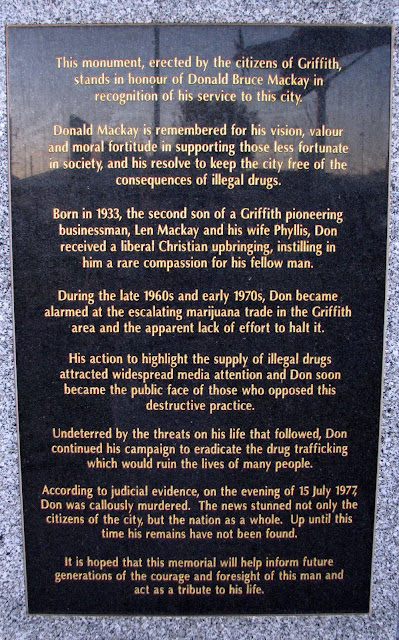 This monument, erected by the citizens of Griffith,
stands in honour of Donald Bruce Mackay in
recognition of his service to this city.
Donald Mackay is remembered for his vision, valour
and moral fortitude in supporting those less fortunate
in society, and his resolve to keep the city free of the
consequences of illegal drugs.
Born in 1933, the second son of a Griffith pioneering
businessman, Len Mackay and his wife Phyllis, Don
received a liberal Christian upbringing, instilling in
him a rare compassion for his fellow man.
During the late 1960s and early 1970s, Don became
alarmed at the escalating marijuana trade in the Griffith
area and the apparent lack of effort to halt it.
His action to highlight the supply of illegal drugs
attracted widespread media attention and Don soon
became the public face of those who opposed this
destructive practice.
Undeterred by the threats on his life that followed, Don
continued his campaign to eradicate the drug trafficking
which would ruin the lives of many people.
According to judicial evidence, on the evening of 15 July 1977,
Don was callously murdered. The news stunned not only the
citizens of the city, but the nation as a whole. Up until this
time his remains have not been found.
It is hoped that this memorial will help inform future
generations of the courage and foresight of this man and
act as a tribute to his life.